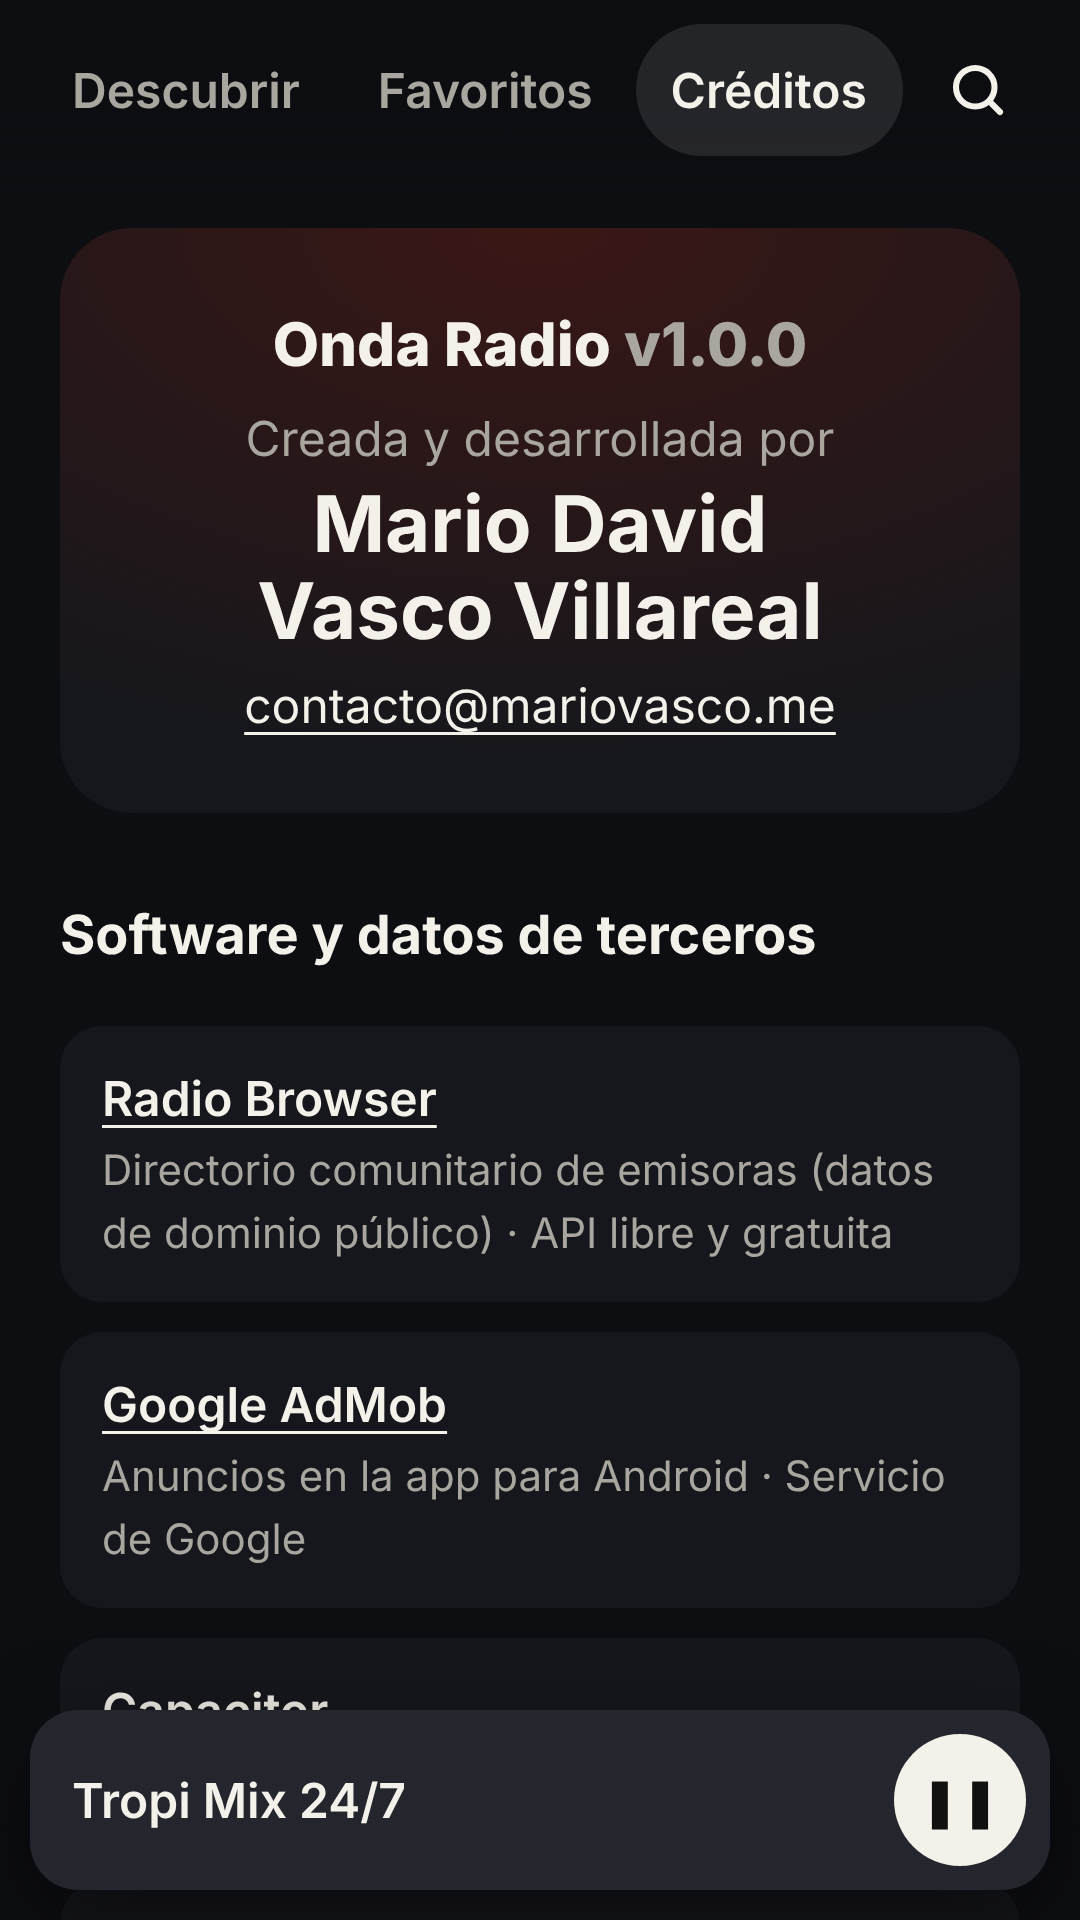 Descubrir Favoritos Créditos
Onda Radio v1.0.0
Creada y desarrollada por
Mario David
Vasco Villareal
contacto@mariovasco.me
Software y datos de terceros
Radio Browser
Directorio comunitario de emisoras (datos
de dominio público) · API libre y gratuita
Google AdMob
Anuncios en la app para Android · Servicio
de Google
Capacitor
Tropi Mix 24/7